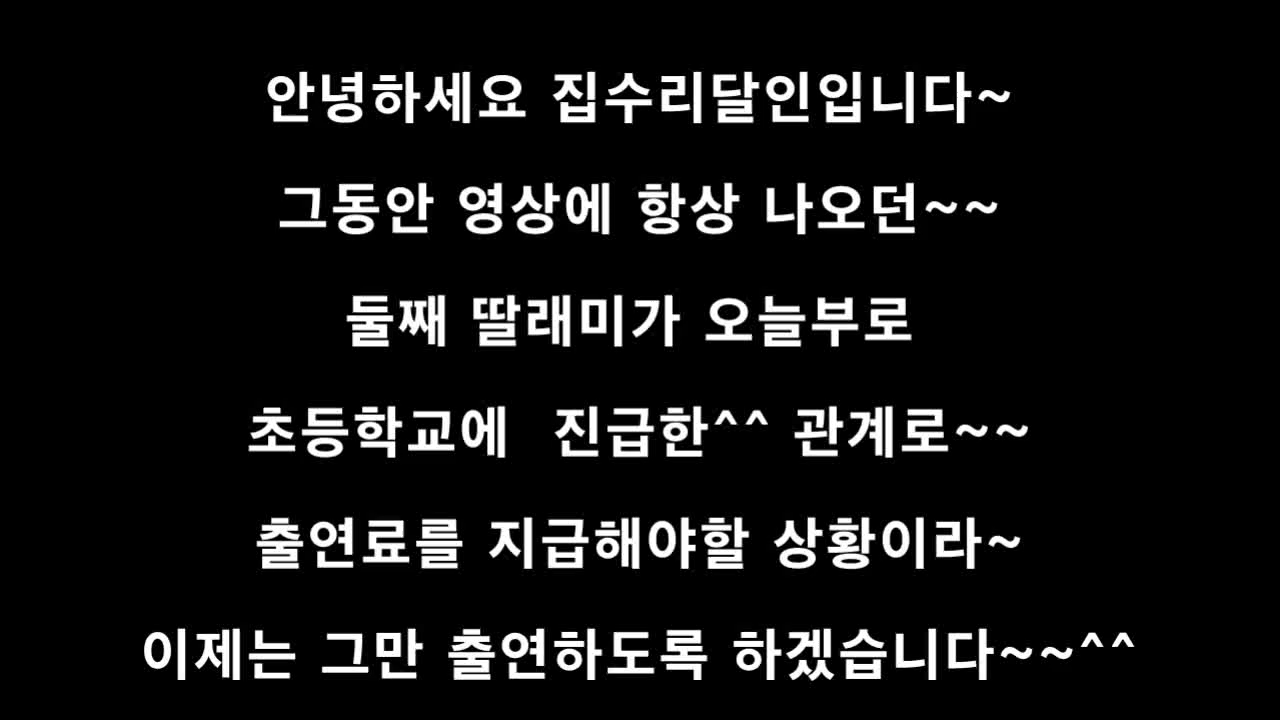 안녕하세요 집수리달인입니다~
그동안 영상에 항상 나오던~~
둘째 딸래미가 오늘부로
초등학교에  진급한^^ 관계로~~
출연료를 지급해야할 상황이라~
이제는 그만 출연하도록 하겠습니다~~^^